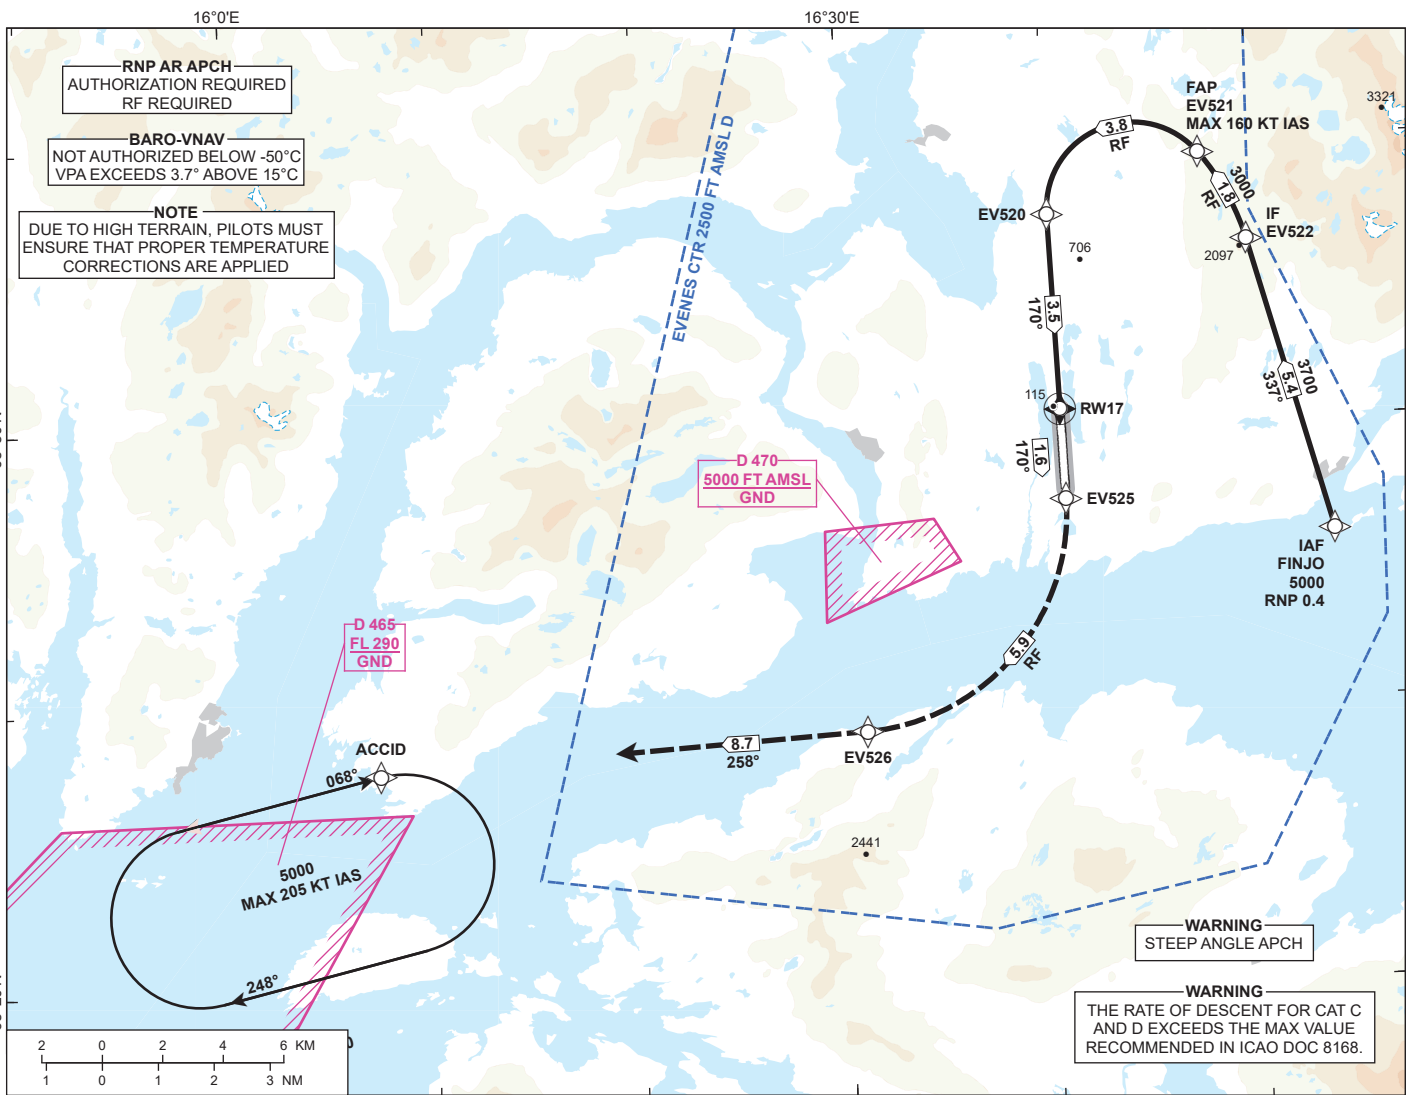 16°0'E
16°30'E
RNP AR APCH
AUTHORIZATION REQUIRED
RF REQUIRED
BARO-VNAV
NOT AUTHORIZED BELOW -50°C
VPA EXCEEDS 3.7° ABOVE 15°C
NOTE
DUE TO HIGH TERRAIN, PILOTS MUST
ENSURE THAT PROPER TEMPERATURE
CORRECTIONS ARE APPLIED
EVENES CTR 2500 FT AMSL D
FAP
EV521
MAX 160 KT IAS
3321
3.8
RF
3000
1.8
RF
IF
EV522
2097
EV520
706
3.5
170°
3700
5.4
337°
115
RW17
1.6
170°
EV525
D 470
5000 FT AMSL
GND
IAF
FINJO
5000
RNP 0.4
D 465
FL 290
GND
5.9
RF
8.7
258°
EV526
ACCID
068°
5000
MAX 205 KT IAS
248°
2441
WARNING
STEEP ANGLE APCH
WARNING
THE RATE OF DESCENT FOR CAT C
AND D EXCEEDS THE MAX VALUE
RECOMMENDED IN ICAO DOC 8168.
2 0 2 4 6 KM
1 0 1 2 3 NM